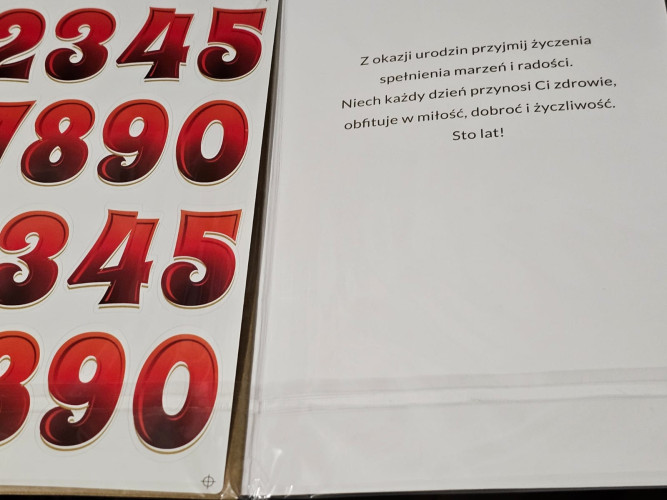 2345
7890
345
890
Z okazji urodzin przyjmij życzenia
spełnienia marzeń i radości.
Niech każdy dzień przynosi Ci zdrowie,
obfituje w miłość, dobroć i życzliwość.
Sto lat!